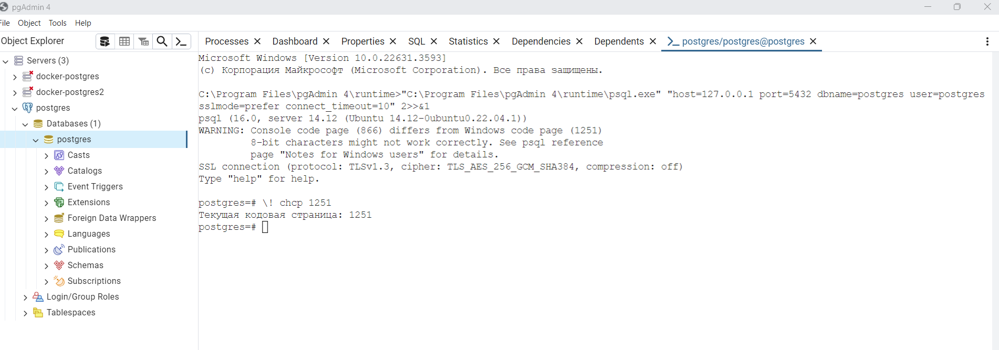 pgAdmin 4
File Object Tools Help
Object Explorer
Processes Dashboard Properties SQL Statistics Dependencies Dependents postgres/postgres@postgres
Servers (3)
docker-postgres
docker-postgres2
postgres
Databases (1)
postgres
Casts
Catalogs
Event Triggers
Extensions
Foreign Data Wrappers
Languages
Publications
Schemas
Subscriptions
Login/Group Roles
Tablespaces
Microsoft Windows [Version 10.0.22631.3593]
(c) Корпорация Майкрософт (Microsoft Corporation). Все права защищены.
C:\Program Files\pgAdmin 4\runtime>"C:\Program Files\pgAdmin 4\runtime\psql.exe" "host=127.0.0.1 port=5432 dbname=postgres user=postgres
sslmode=prefer connect_timeout=10" 2>>&1
psql (16.0, server 14.12 (Ubuntu 14.12-0ubuntu0.22.04.1))
WARNING: Console code page (866) differs from Windows code page (1251)
8-bit characters might not work correctly. See psql reference
page "Notes for Windows users" for details.
SSL connection (protocol: TLSv1.3, cipher: TLS_AES_256_GCM_SHA384, compression: off)
Type "help" for help.
postgres=# \! chcp 1251
Текущая кодовая страница: 1251
postgres=#